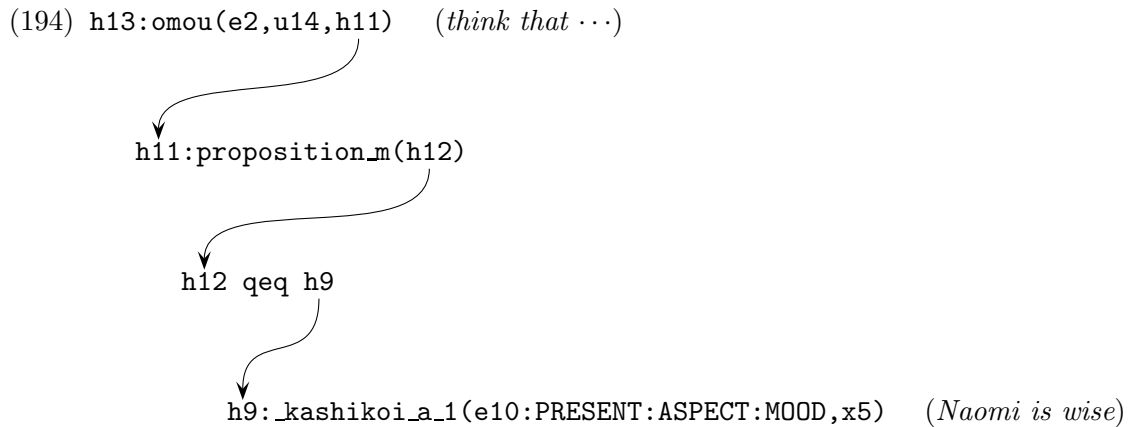 (194) h13:omou(e2,u14,h11) (think that ···)
h11:proposition_m(h12)
h12 qeq h9
h9:_kashikoi_a_1(e10:PRESENT:ASPECT:MOOD,x5) (Naomi is wise)